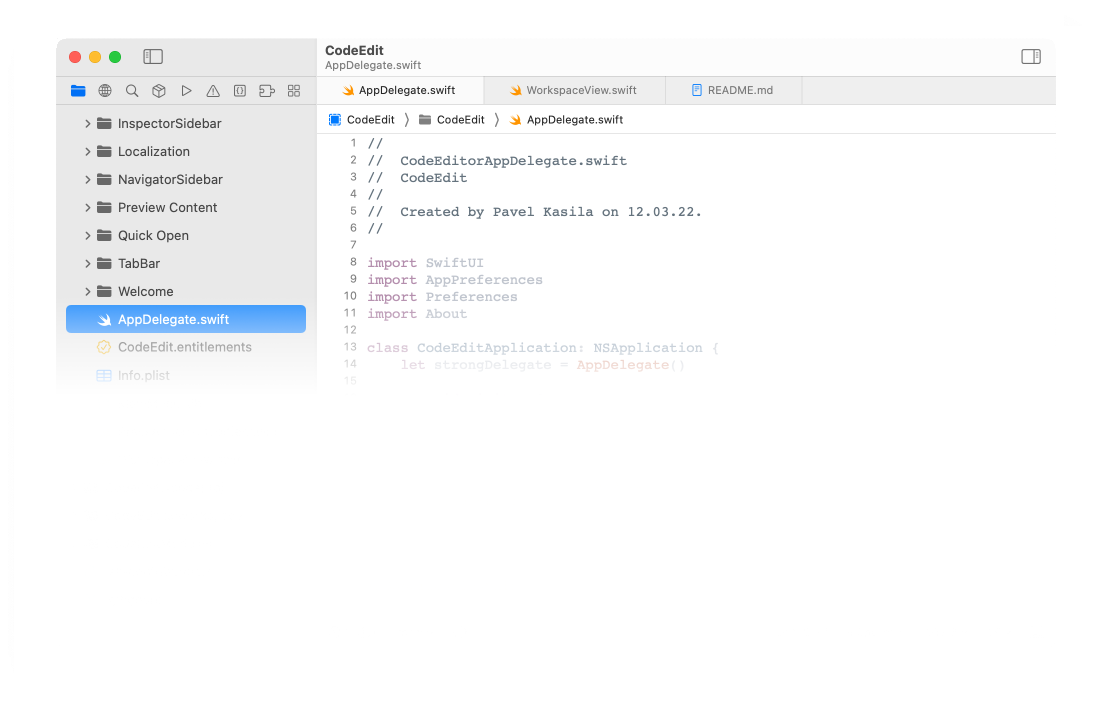 CodeEdit
AppDelegate.swift
AppDelegate.swift
WorkspaceView.swift
README.md
CodeEdit 〉 CodeEdit 〉 AppDelegate.swift
InspectorSidebar
Localization
NavigatorSidebar
Preview Content
Quick Open
TabBar
Welcome
AppDelegate.swift
CodeEdit.entitlements
Info.plist
1 //
2 //  CodeEditorAppDelegate.swift
3 //  CodeEdit
4 //
5 //  Created by Pavel Kasila on 12.03.22.
6 //
7
8 import SwiftUI
9 import AppPreferences
10 import Preferences
11 import About
12
13 class CodeEditApplication: NSApplication {
14     let strongDelegate = AppDelegate()
15